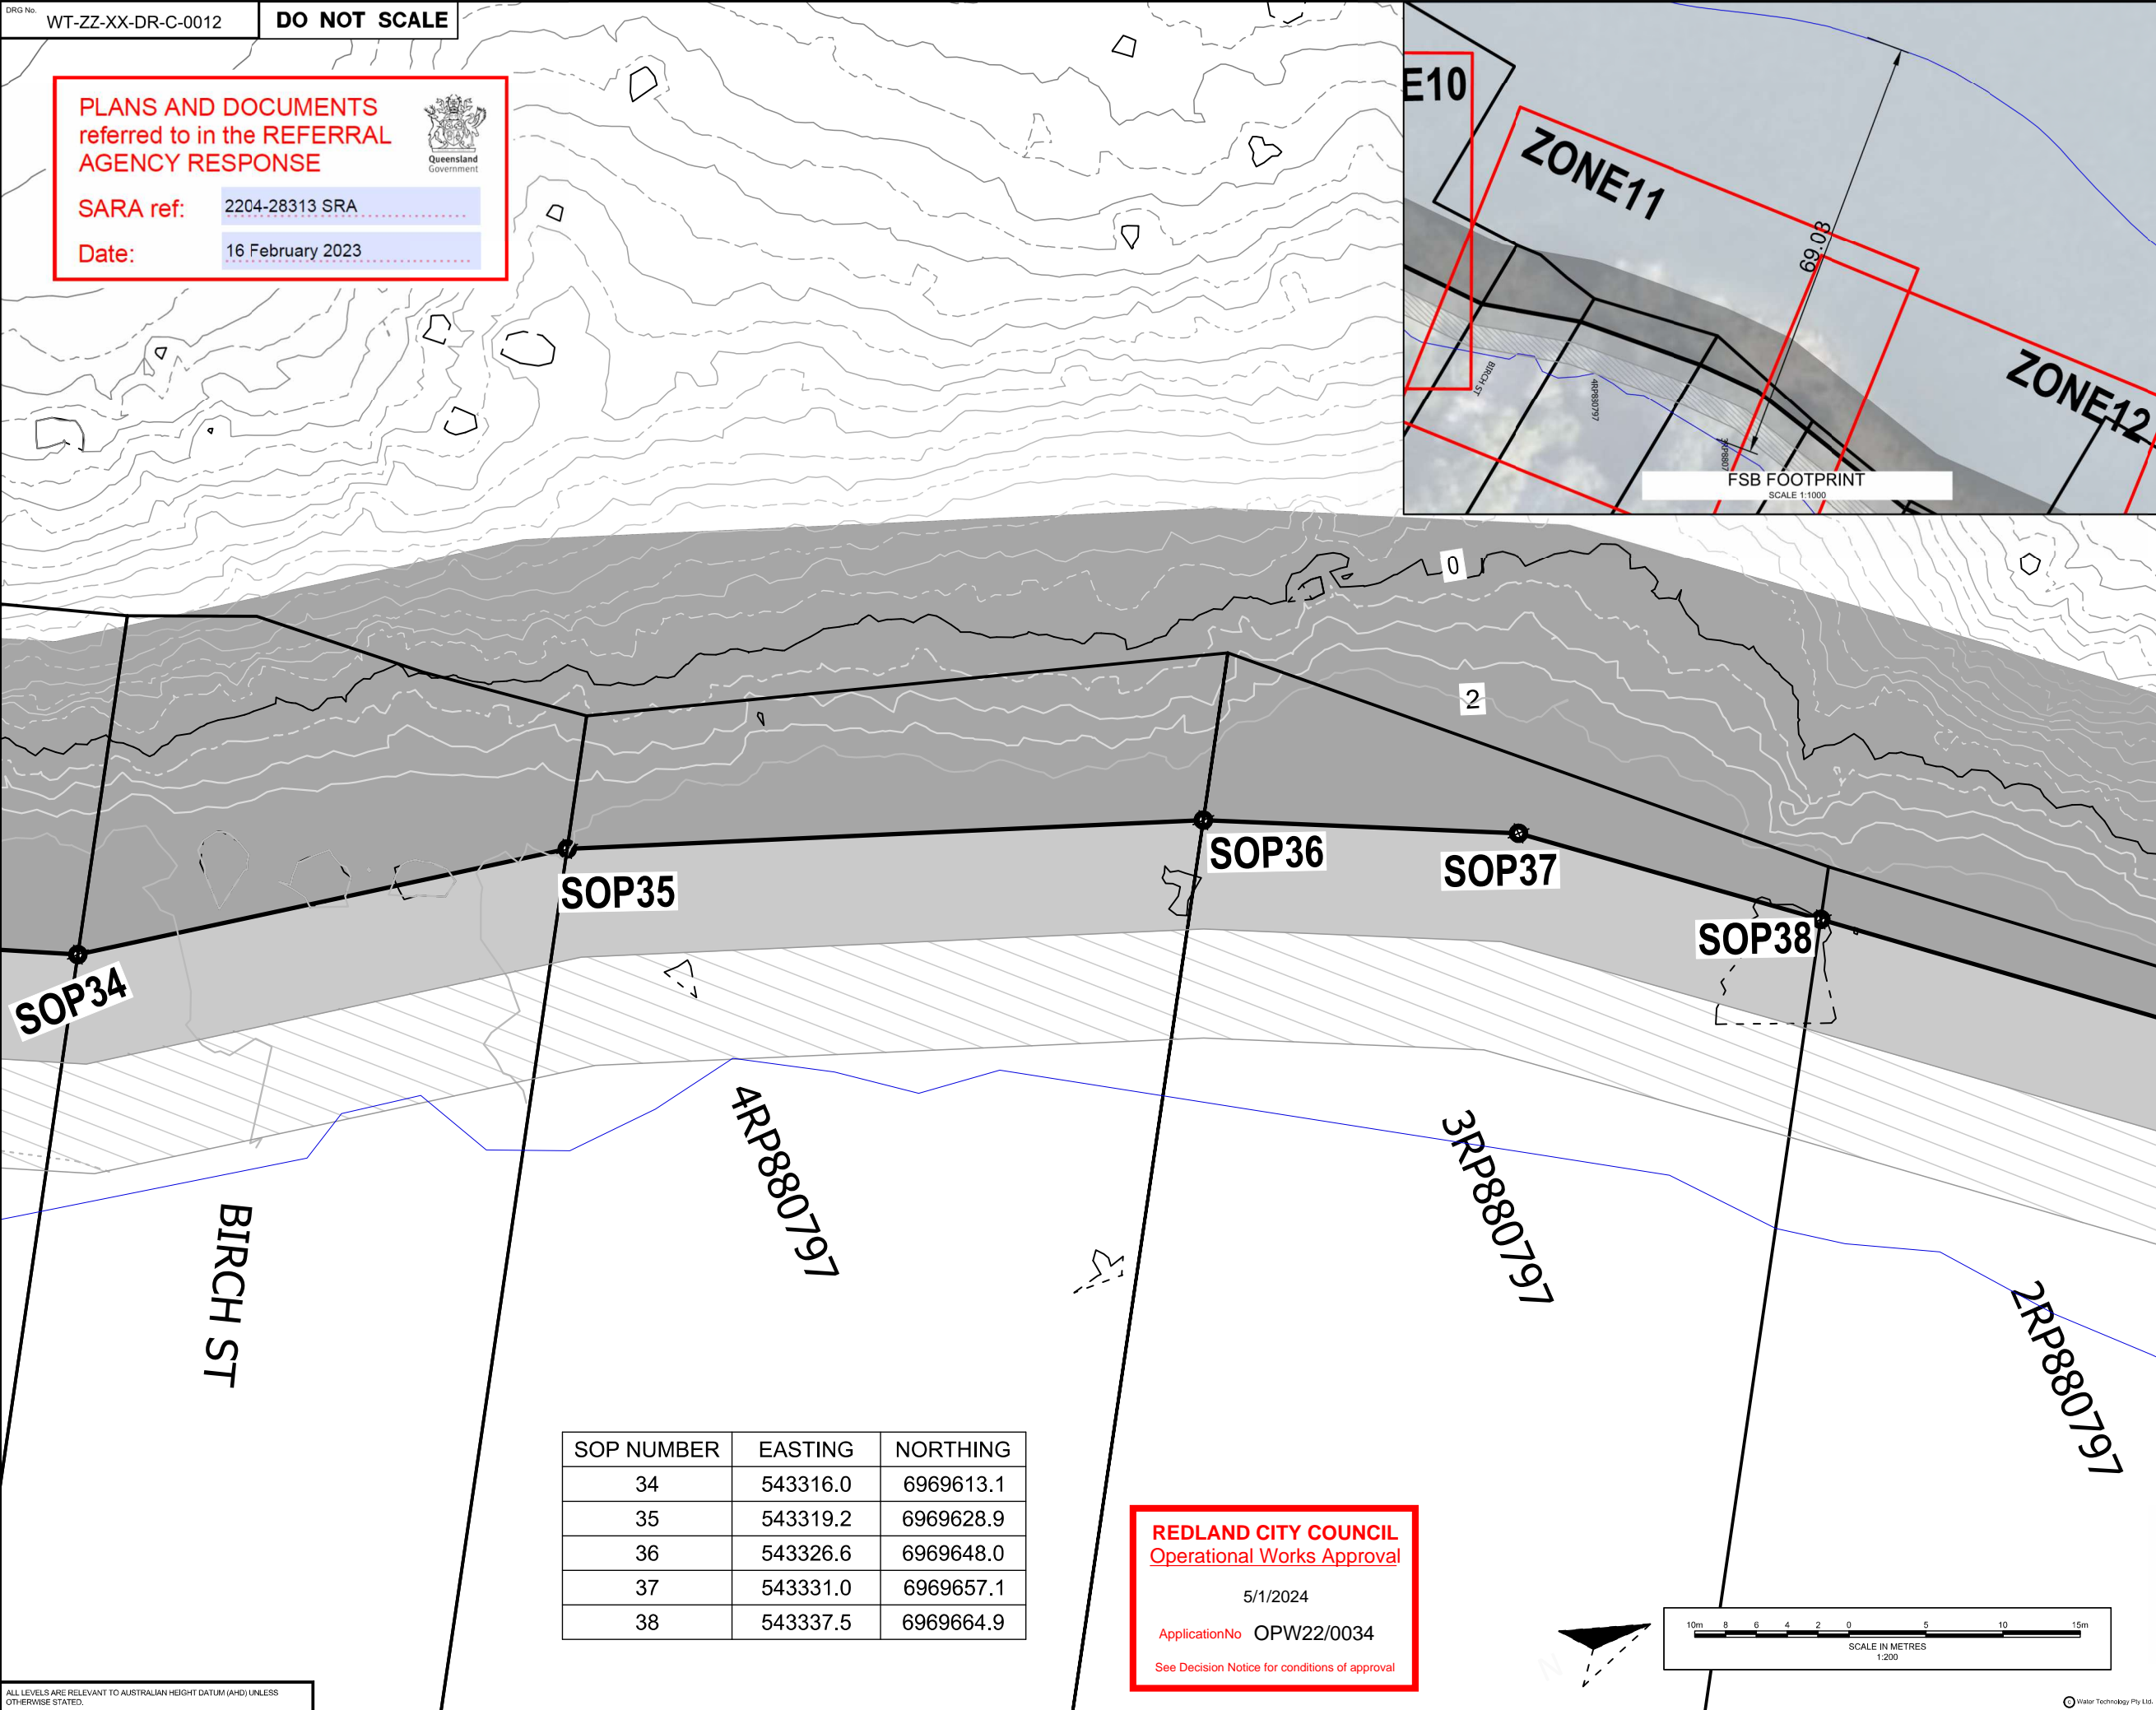 DRG No. WT-ZZ-XX-DR-C-0012
DO NOT SCALE
PLANS AND DOCUMENTS
referred to in the REFERRAL
AGENCY RESPONSE
Queensland
Government
SARA ref: 2204-28313 SRA
Date: 16 February 2023
E10
ZONE11
69.03
ZONE12
BIRCH ST
4RP880797
FSB FOOTPRINT
SCALE 1:1000
0
2
SOP34
SOP35
SOP36
SOP37
SOP38
BIRCH ST
4RP880797
3RP880797
2RP880797
SOP NUMBER EASTING NORTHING
34 543316.0 6969613.1
35 543319.2 6969628.9
36 543326.6 6969648.0
37 543331.0 6969657.1
38 543337.5 6969664.9
REDLAND CITY COUNCIL
Operational Works Approval
5/1/2024
ApplicationNo OPW22/0034
See Decision Notice for conditions of approval
N
10m 8 6 4 2 0 5 10 15m
SCALE IN METRES
1:200
ALL LEVELS ARE RELEVANT TO AUSTRALIAN HEIGHT DATUM (AHD) UNLESS
OTHERWISE STATED.
© Water Technology Pty Ltd.